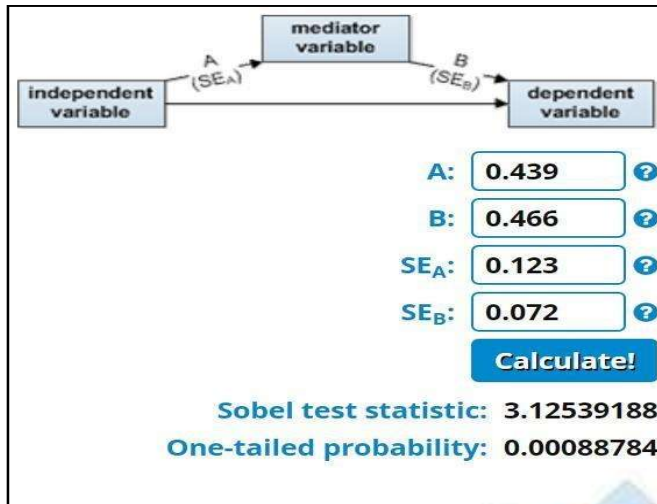 mediator
variable
A
(SEA)
B
(SEB)
independent
variable
dependent
variable
A: 0.439 ?
B: 0.466 ?
SEA: 0.123 ?
SEB: 0.072 ?
Calculate!
Sobel test statistic: 3.12539188
One-tailed probability: 0.00088784